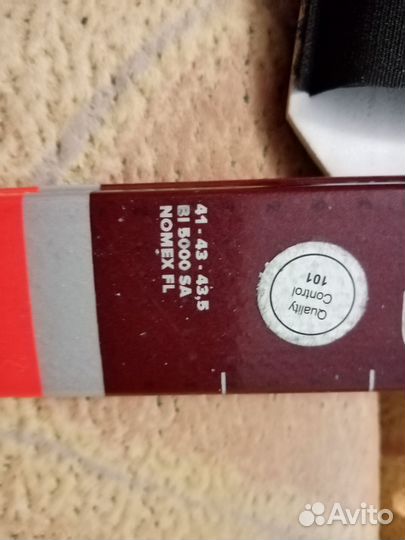 41 - 43 - 43,5
BI 5000 SA
NOMEX FL
Quality
Control
101
Avito